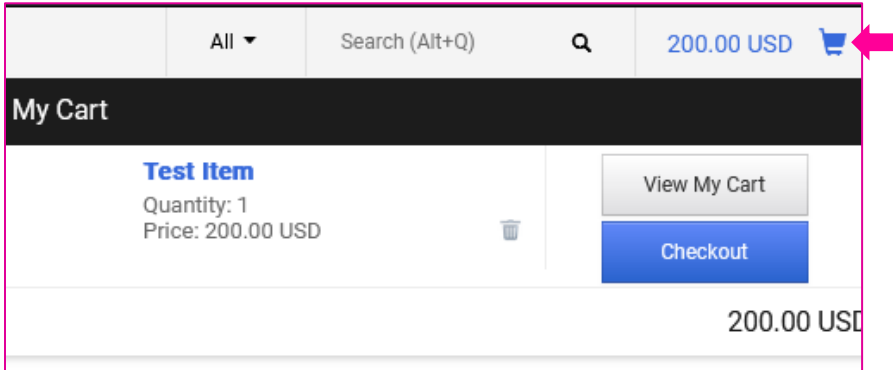 All
Search (Alt+Q)
200.00 USD
My Cart
Test Item
Quantity: 1
Price: 200.00 USD
View My Cart
Checkout
200.00 USD